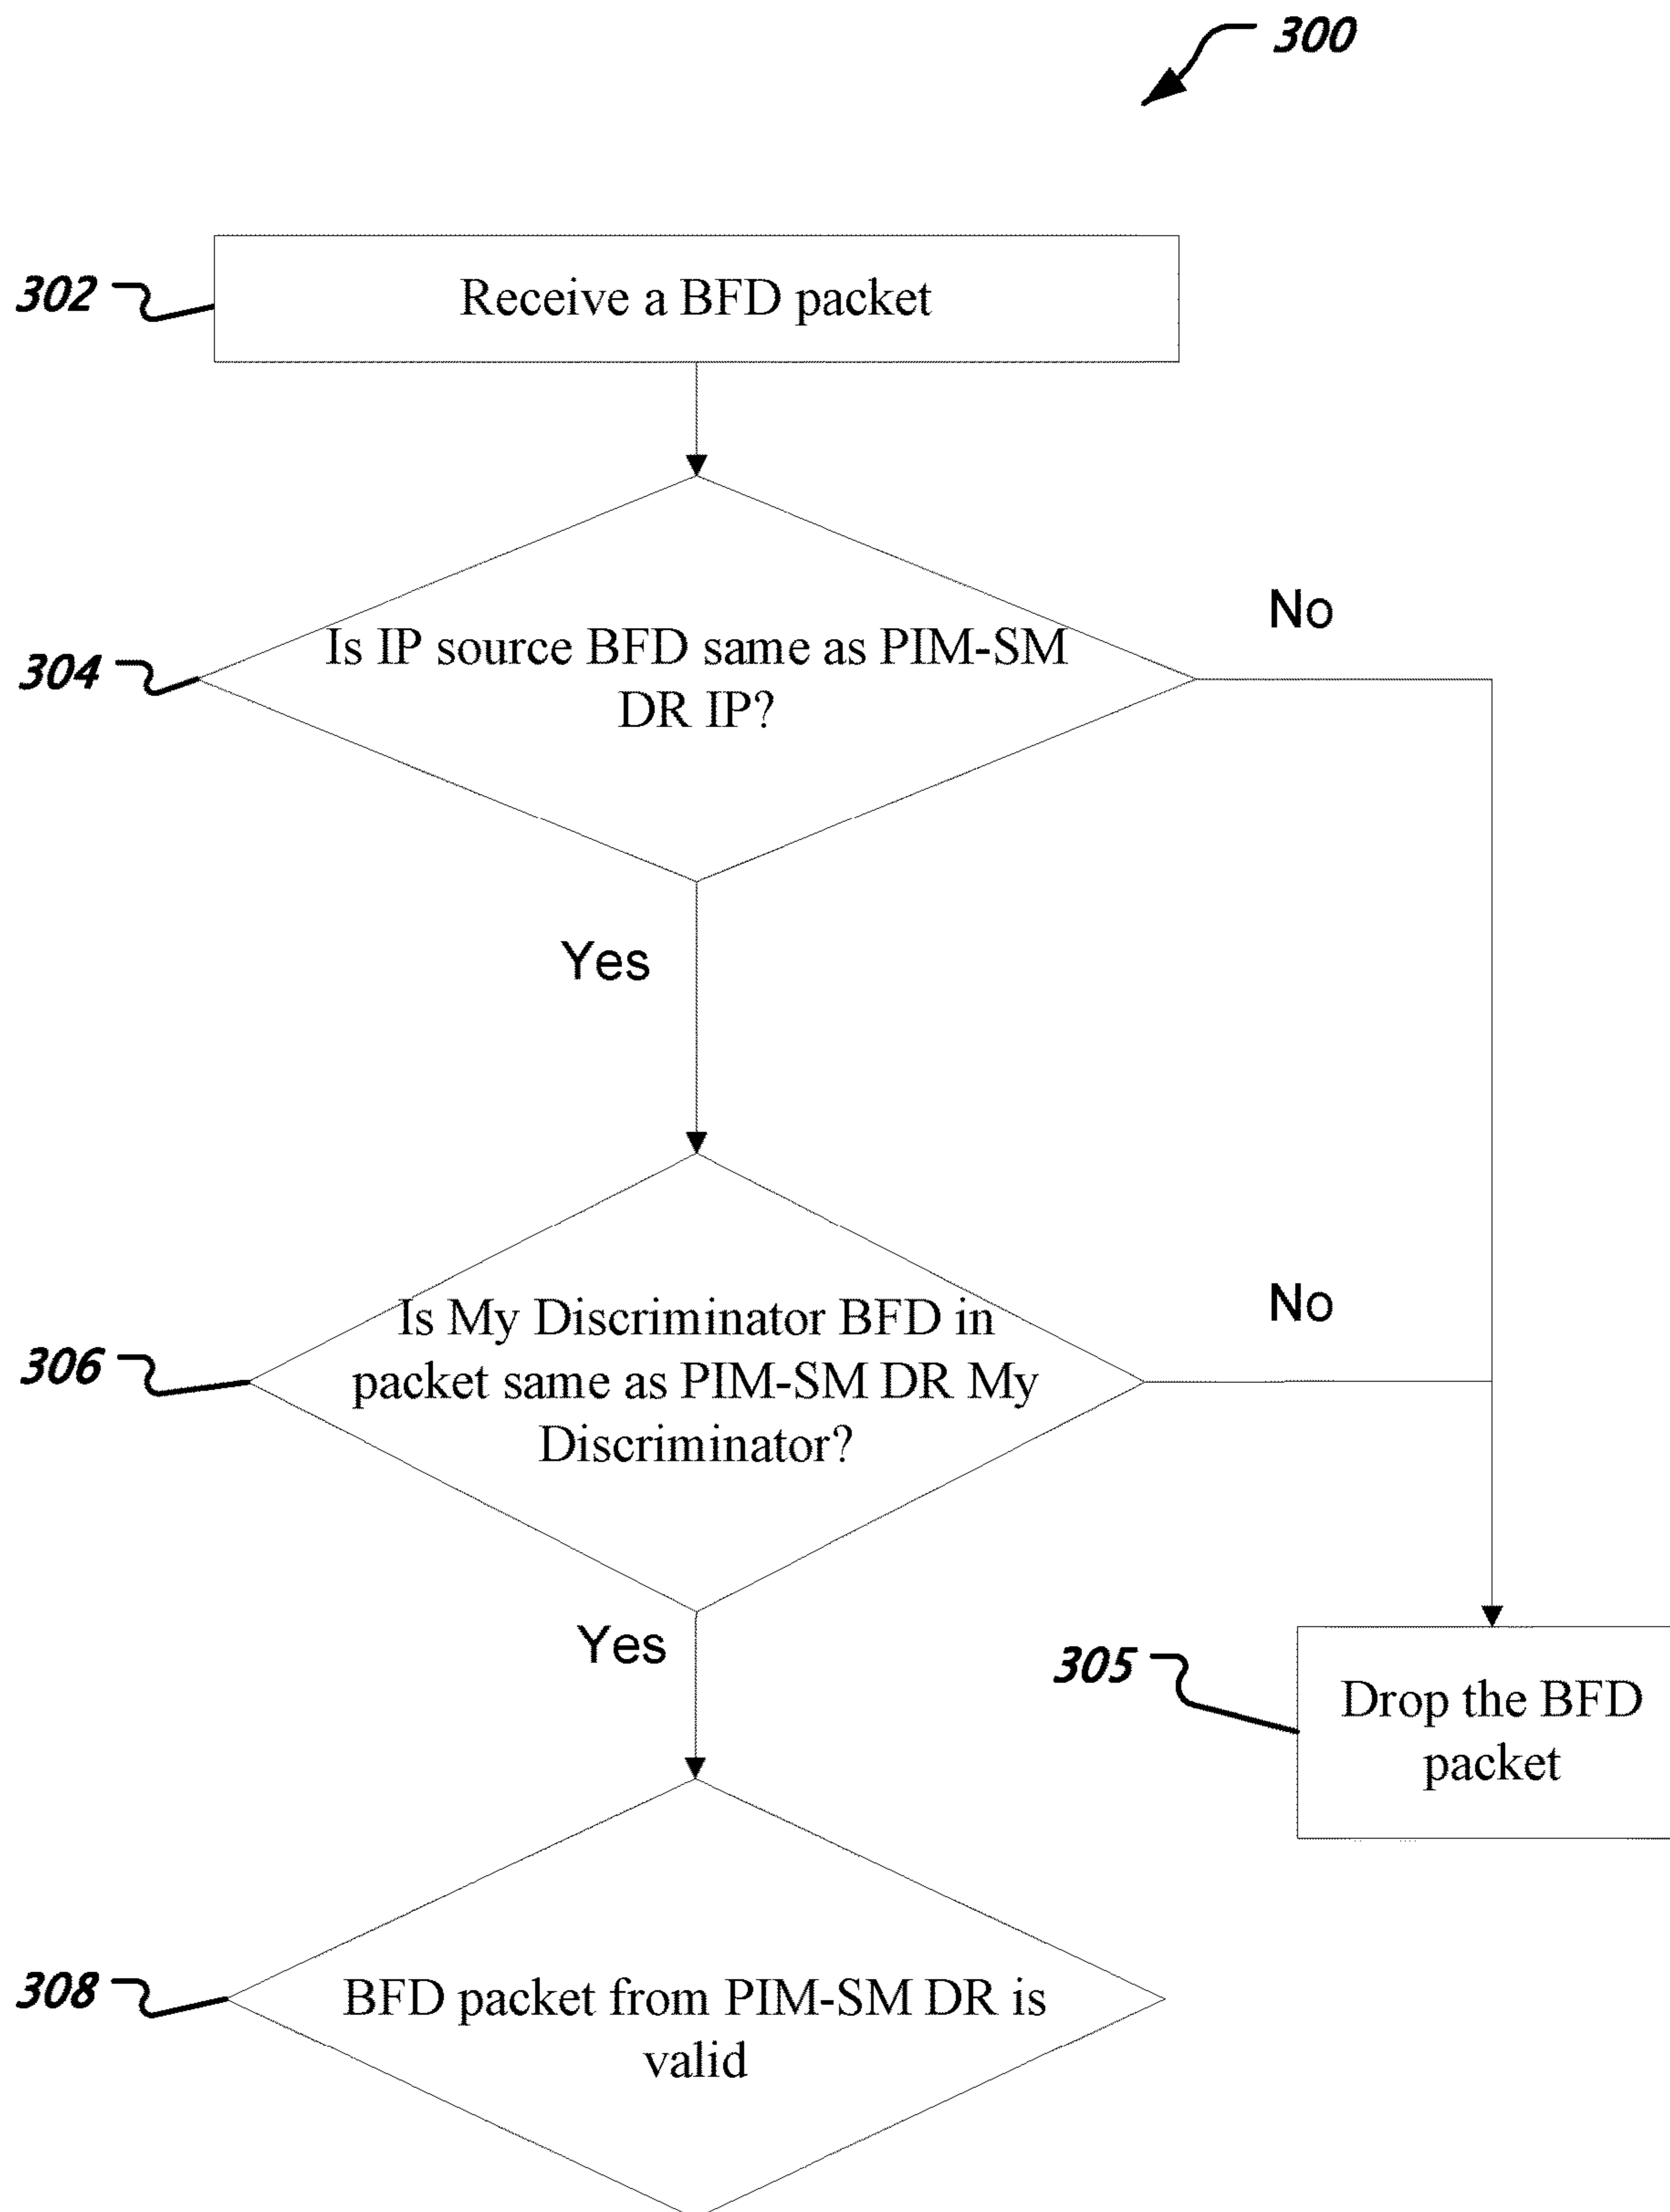 300
302
Receive a BFD packet
No
304
Is IP source BFD same as PIM-SM
DR IP?
Yes
No
306
Is My Discriminator BFD in
packet same as PIM-SM DR My
Discriminator?
Yes
305
Drop the BFD
packet
308
BFD packet from PIM-SM DR is
valid